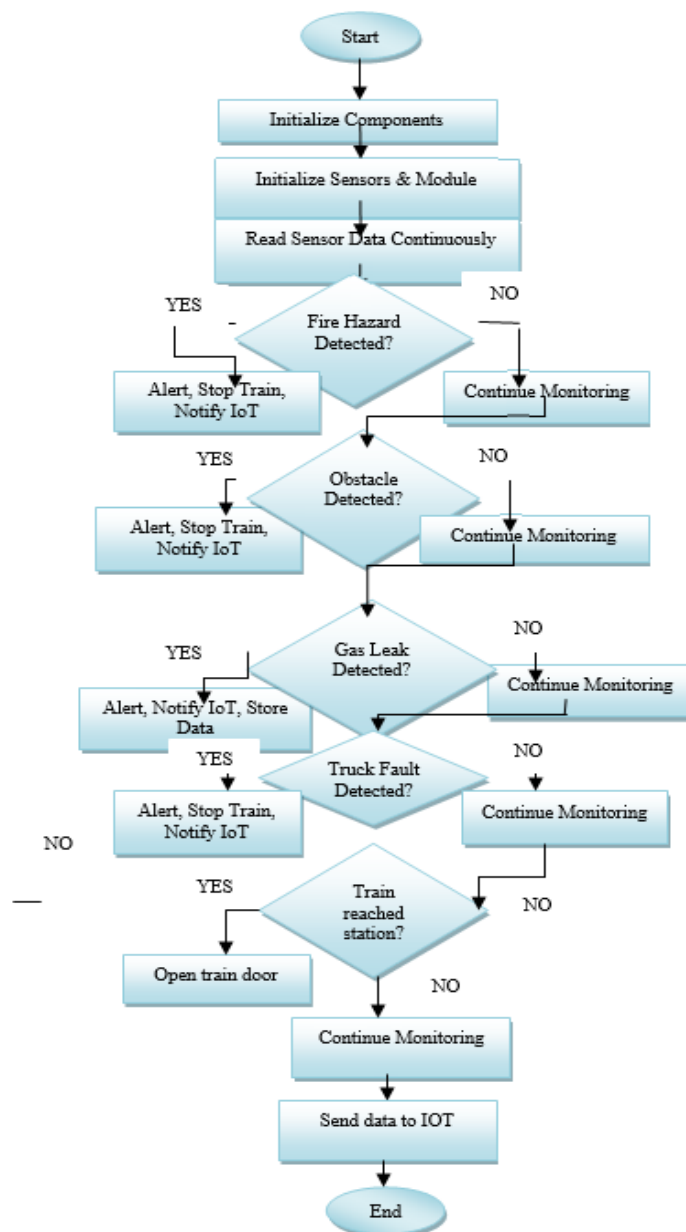 Start
Initialize Components
Initialize Sensors & Module
Read Sensor Data Continuously
YES
NO
Fire Hazard
Detected?
Alert, Stop Train,
Notify IoT
Continue Monitoring
YES
NO
Obstacle
Detected?
Alert, Stop Train,
Notify IoT
Continue Monitoring
YES
NO
Gas Leak
Detected?
Alert, Notify IoT, Store
Data
Continue Monitoring
YES
NO
Truck Fault
Detected?
Alert, Stop Train,
Notify IoT
Continue Monitoring
NO
YES
NO
Train
reached
station?
Open train door
NO
Continue Monitoring
Send data to IOT
End